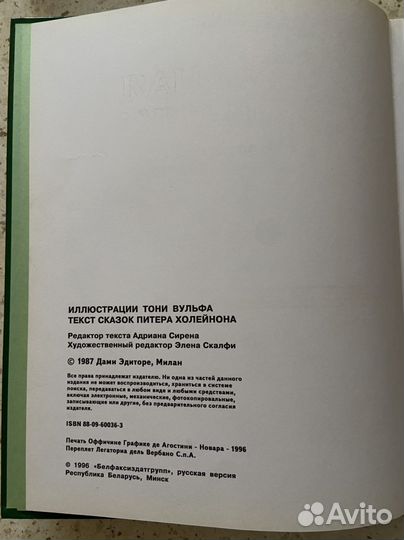 ИЛЛЮСТРАЦИИ ТОНИ ВУЛЬФА
ТЕКСТ СКАЗОК ПИТЕРА ХОЛЕЙНОНА
Редактор текста Адриана Сирена
Художественный редактор Элена Скалфи
© 1987 Дами Эдиторе, Милан
Все права принадлежат издателю. Ни одна из частей данного
издания не может воспроизводиться, храниться в системе
поиска, передаваться в любом виде и любыми средствами,
включая электронные, механические, фотокопировальные,
записывающие или другие, без предварительного согласия
издателя.
ISBN 88-09-60036-3
Печать Оффичине Графике де Агостини - Новара - 1996
Переплет Легаториа дель Вербано С.п.А.
© 1996 «Белфаксиздатгрупп», русская версия
Республика Беларусь, Минск
Avito